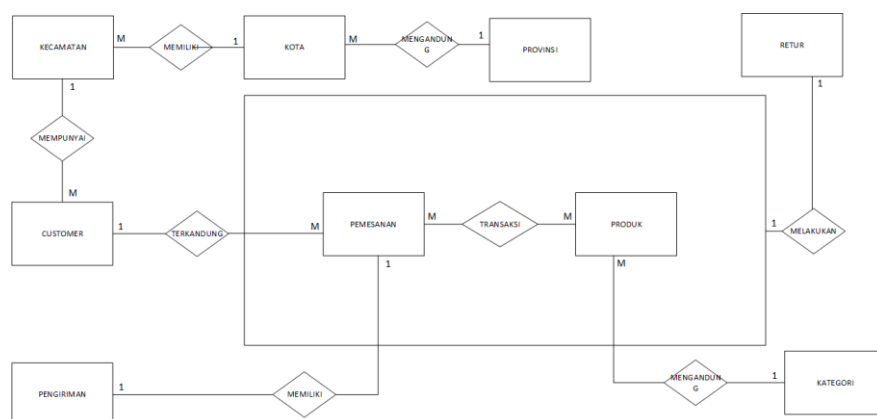 M
1
M
1
KECAMATAN
MEMILIKI
KOTA
MENGANDUN
G
PROVINSI
RETUR
1
1
MEMPUNYAI
M
CUSTOMER
1
TERKANDUNG
M
PEMESANAN
M
TRANSAKSI
M
PRODUK
1
MELAKUKAN
1
M
PENGIRIMAN
1
MEMILIKI
MENGANDUN
G
1
KATEGORI